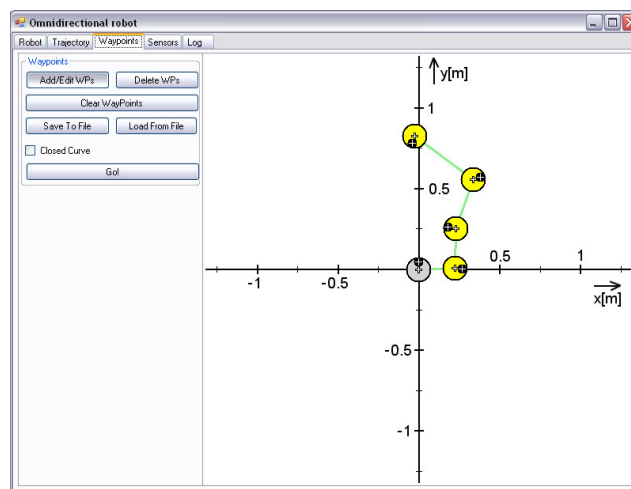 Omnidirectional robot
Robot Trajectory Waypoints Sensors Log
Waypoints
Add/Edit WPs Delete WPs
Clear WayPoints
Save To File Load From File
Closed Curve
Go!
y[m]
1
0.5
-1 -0.5 0.5 1
x[m]
-0.5
-1